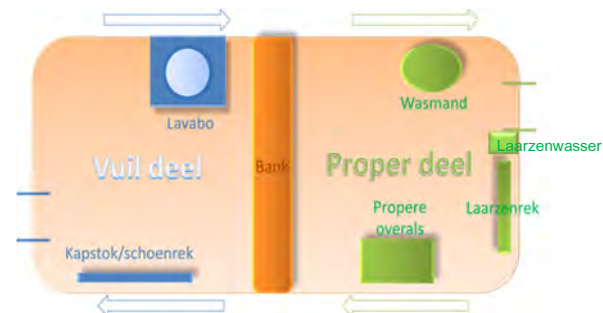 Lavabo
Wasmand
Laarzenwasser
Vuil deel
Bank
Proper deel
Propere
overals
Laarzenrek
Kapstok/schoenrek